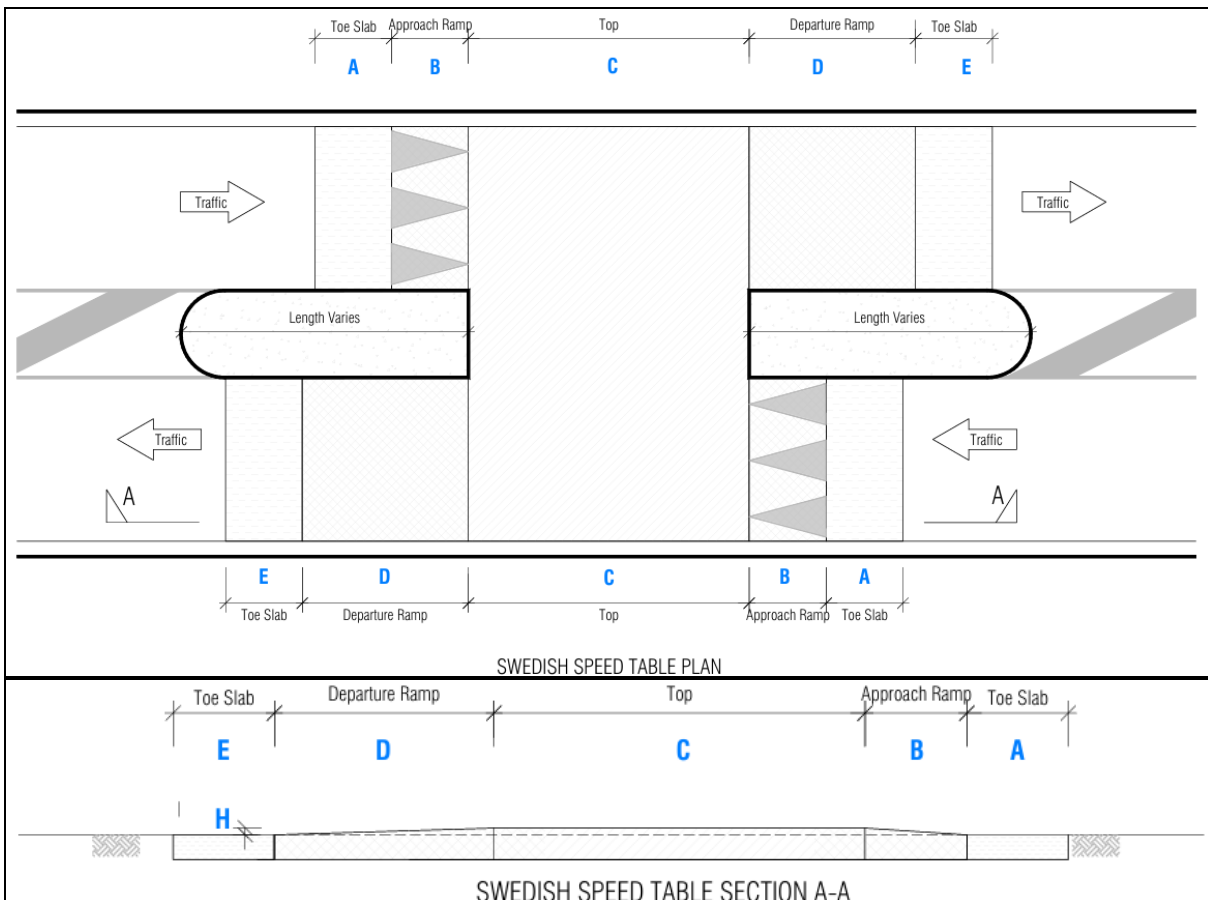 Toe Slab Approach Ramp Top Departure Ramp Toe Slab
A B C D E
Traffic Traffic
Length Varies Length Varies
Traffic Traffic
A A
E D C B A
Toe Slab Departure Ramp Top Approach Ramp Toe Slab
SWEDISH SPEED TABLE PLAN
Toe Slab Departure Ramp Top Approach Ramp Toe Slab
E D C B A
H
SWEDISH SPEED TABLE SECTION A-A